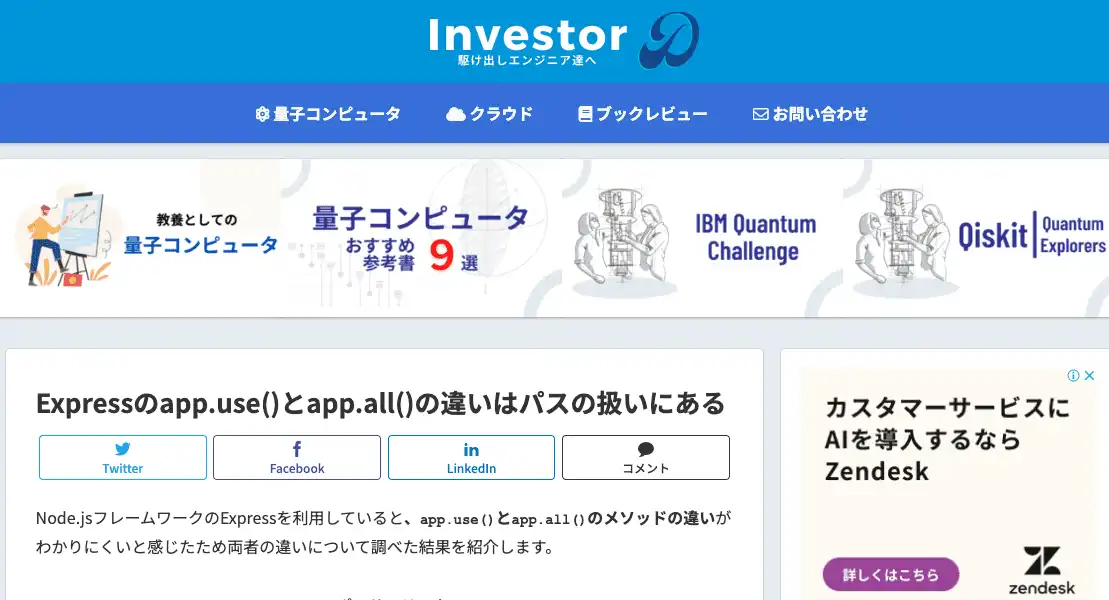 Investor D
駆け出しエンジニア達へ
量子コンピュータ
クラウド
ブックレビュー
お問い合わせ
教養としての
量子コンピュータ
量子コンピュータ
おすすめ
参考書
9 選
IBM Quantum
Challenge
Qiskit
Quantum
Explorers
Expressのapp.use()とapp.all()の違いはパスの扱いにある
Twitter
Facebook
LinkedIn
コメント
Node.jsフレームワークのExpressを利用していると、app.use()とapp.all()のメソッドの違いが
わかりにくいと感じたため両者の違いについて調べた結果を紹介します。
カスタマーサービスに
AIを導入するなら
Zendesk
詳しくはこちら
zendesk